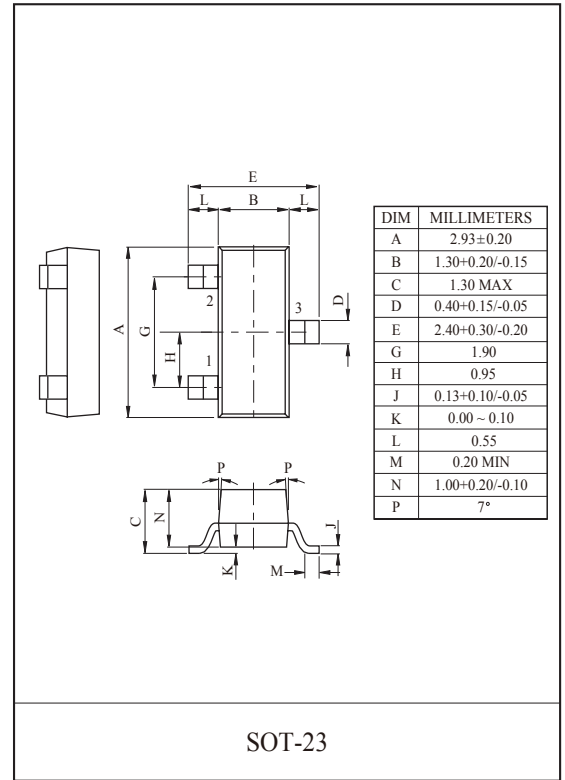 E
L B L
A
G
H
2
1
3
D
P P
C
N
K
M
J
DIM MILLIMETERS
A 2.93±0.20
B 1.30+0.20/-0.15
C 1.30 MAX
D 0.40+0.15/-0.05
E 2.40+0.30/-0.20
G 1.90
H 0.95
J 0.13+0.10/-0.05
K 0.00 ~ 0.10
L 0.55
M 0.20 MIN
N 1.00+0.20/-0.10
P 7°
SOT-23